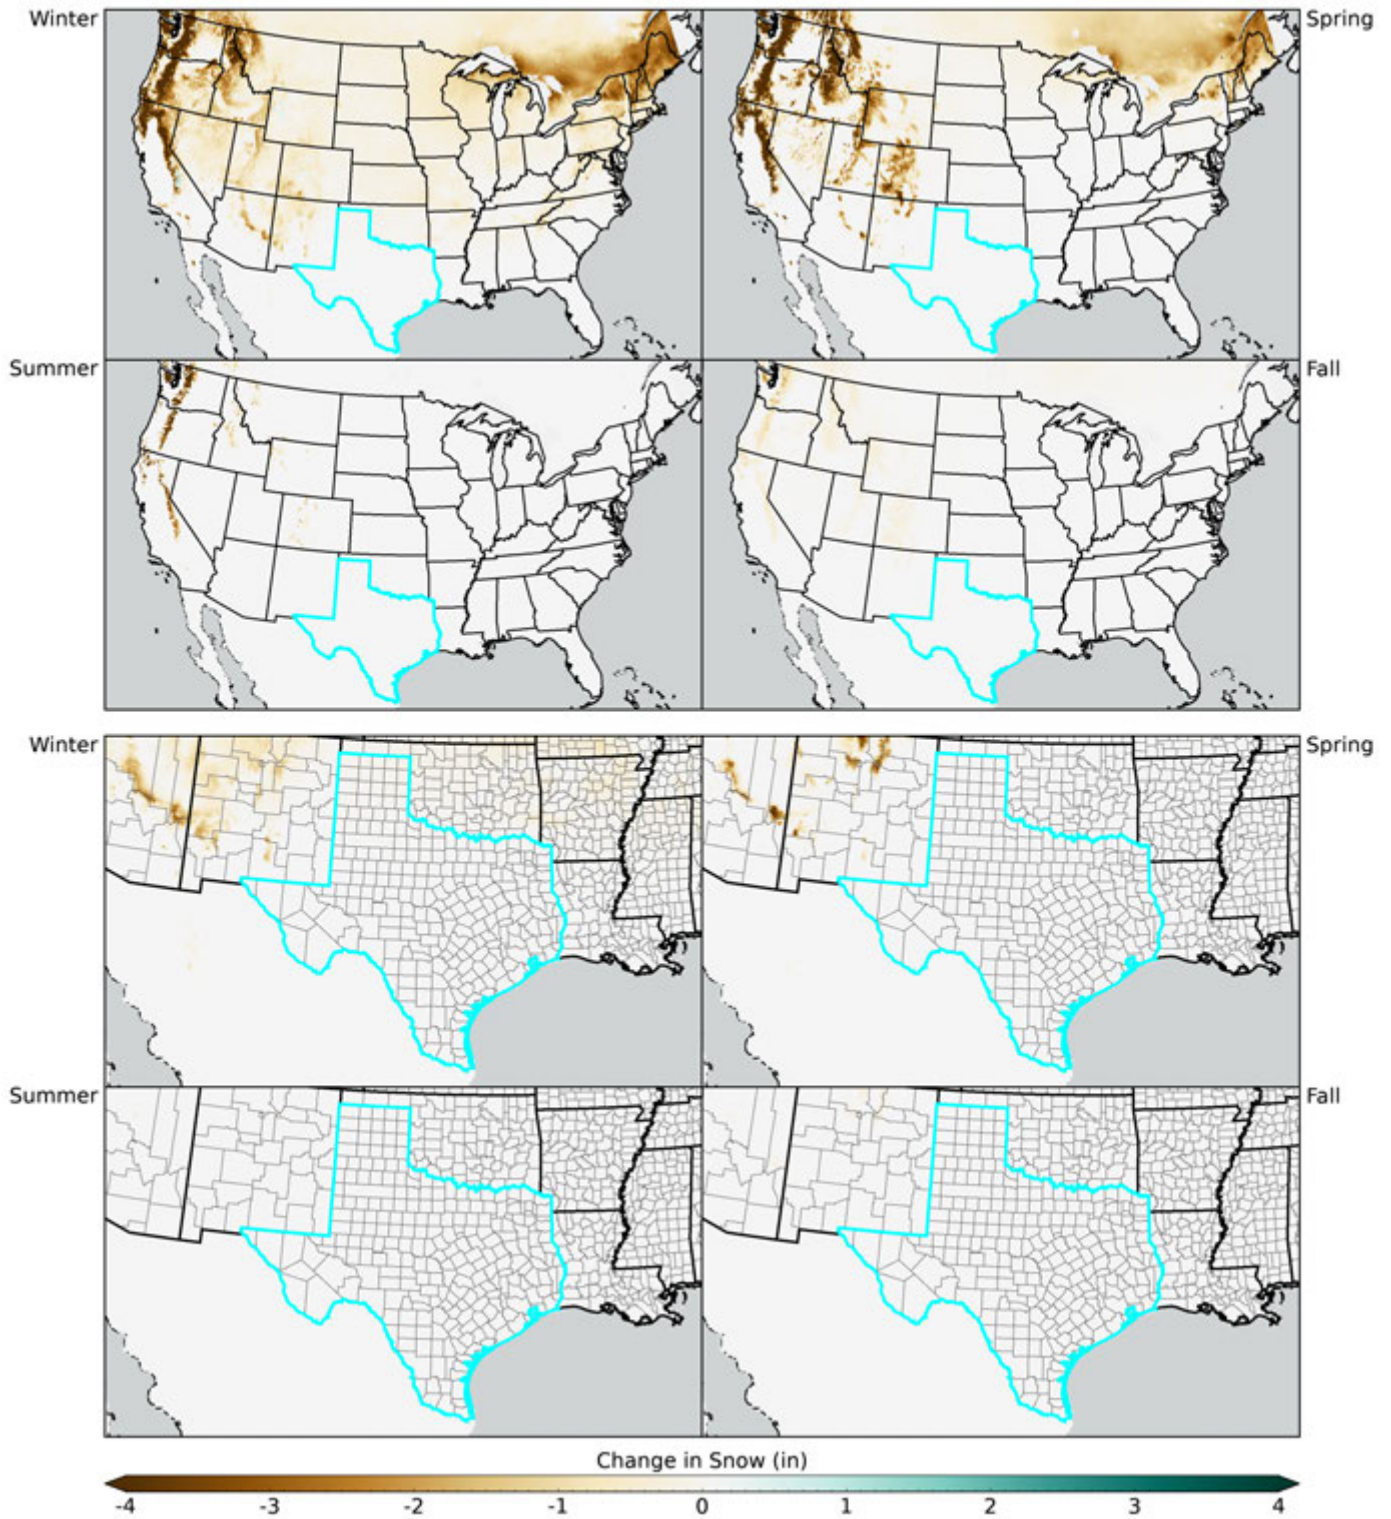 Winter
Spring
Summer
Fall
Winter
Spring
Summer
Fall
Change in Snow (in)
-4 -3 -2 -1 0 1 2 3 4